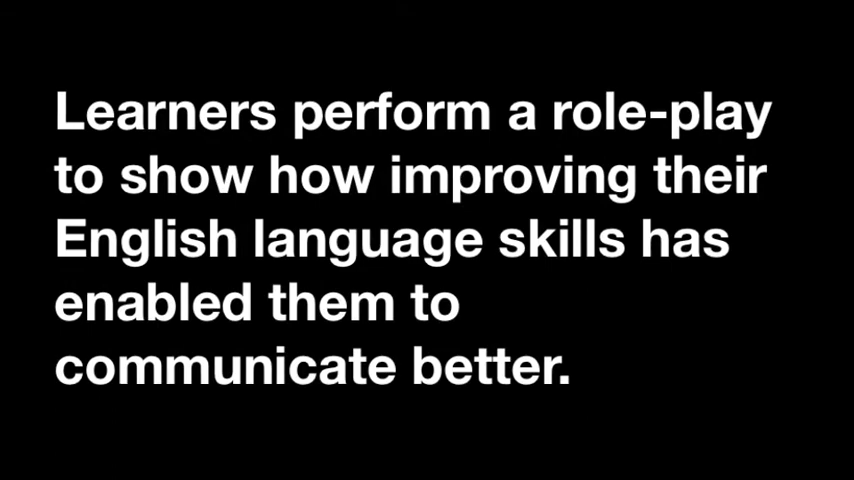 Learners perform a role-play
to show how improving their
English language skills has
enabled them to
communicate better.